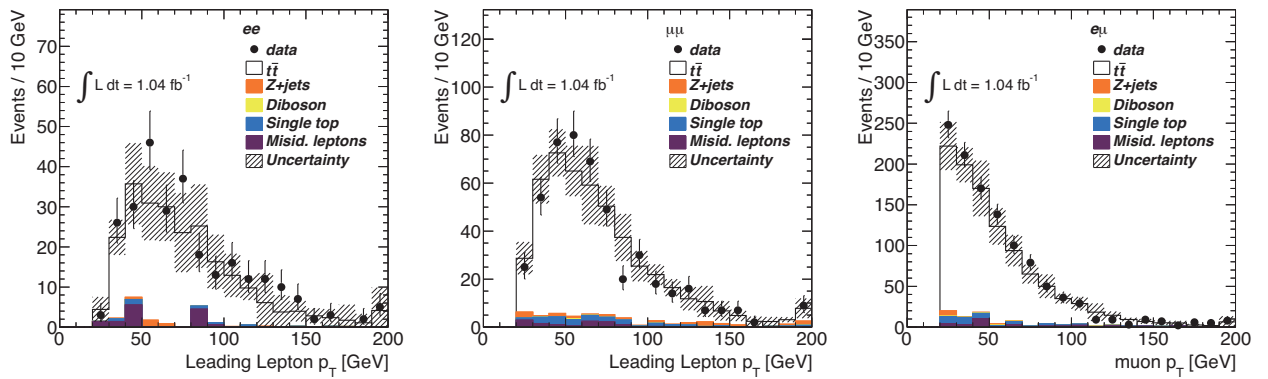 Events / 10 GeV
80
70
60
50
40
30
20
10
0
0 50 100 150 200
Leading Lepton p_T [GeV]
ee
data
tt̄
Z+jets
Diboson
Single top
Misid. leptons
Uncertainty
∫ L dt = 1.04 fb⁻¹
Events / 10 GeV
120
100
80
60
40
20
0
0 50 100 150 200
Leading Lepton p_T [GeV]
μμ
data
tt̄
Z+jets
Diboson
Single top
Misid. leptons
Uncertainty
∫ L dt = 1.04 fb⁻¹
Events / 10 GeV
350
300
250
200
150
100
50
0
0 50 100 150 200
muon p_T [GeV]
eμ
data
tt̄
Z+jets
Diboson
Single top
Misid. leptons
Uncertainty
∫ L dt = 1.04 fb⁻¹